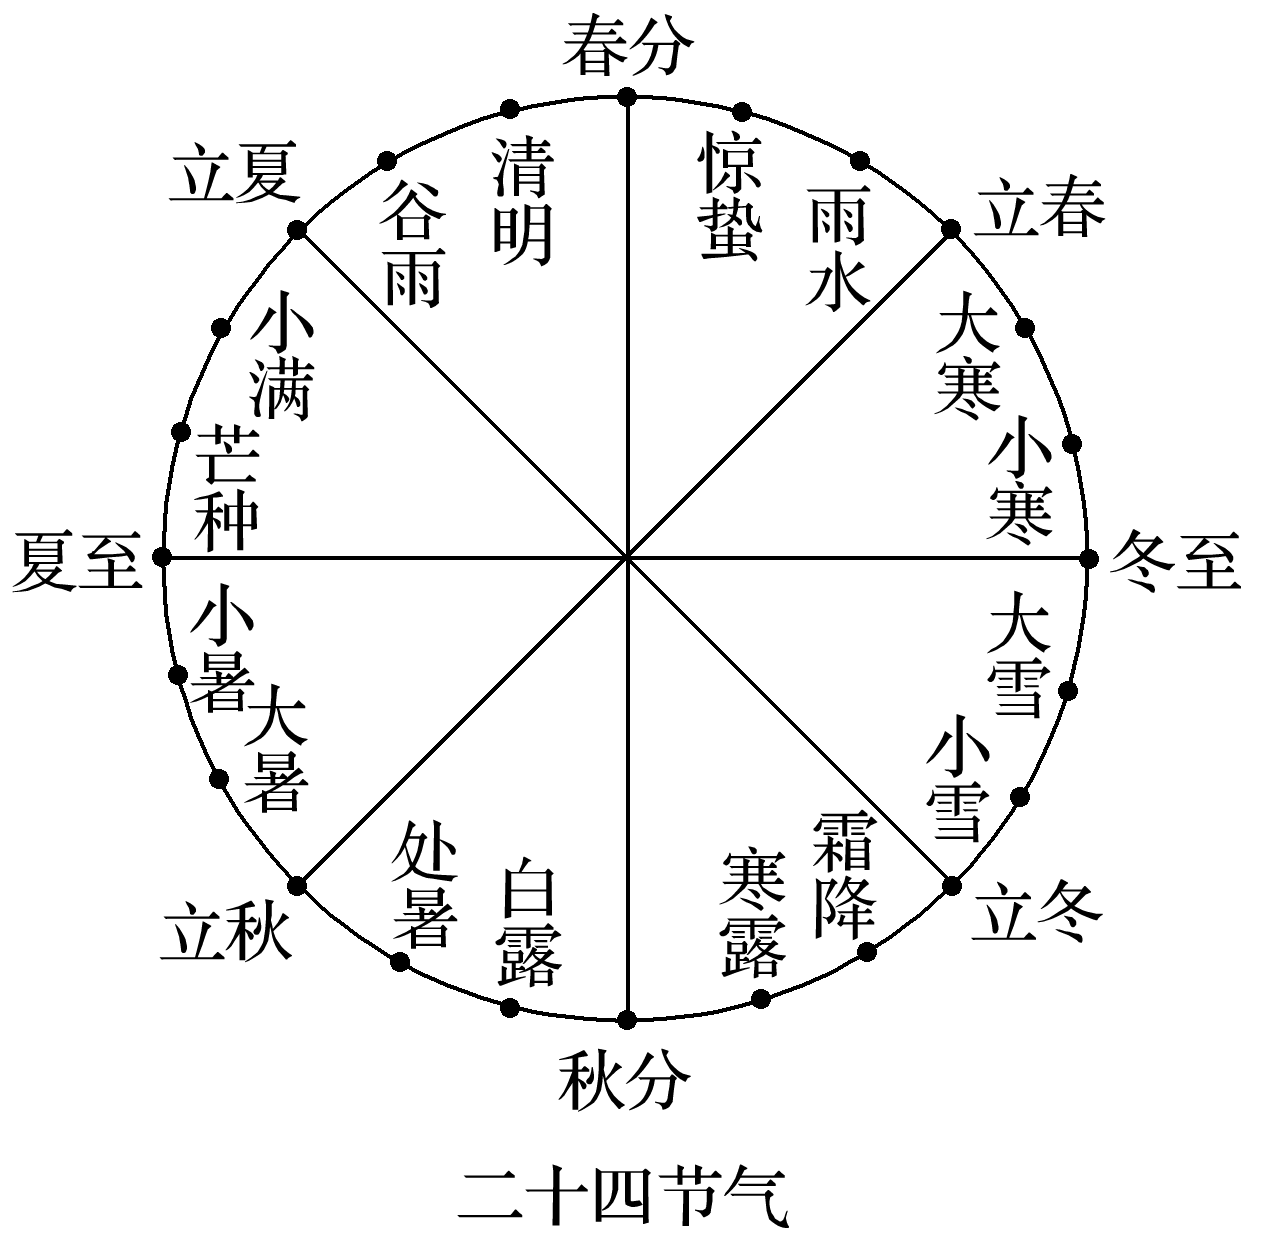 春分
清明
惊蛰
立夏
谷雨
雨水
立春
小满
大寒
芒种
小寒
夏至
冬至
小暑
大雪
大暑
小雪
处暑
白露
寒露
霜降
立秋
立冬
秋分
二十四节气